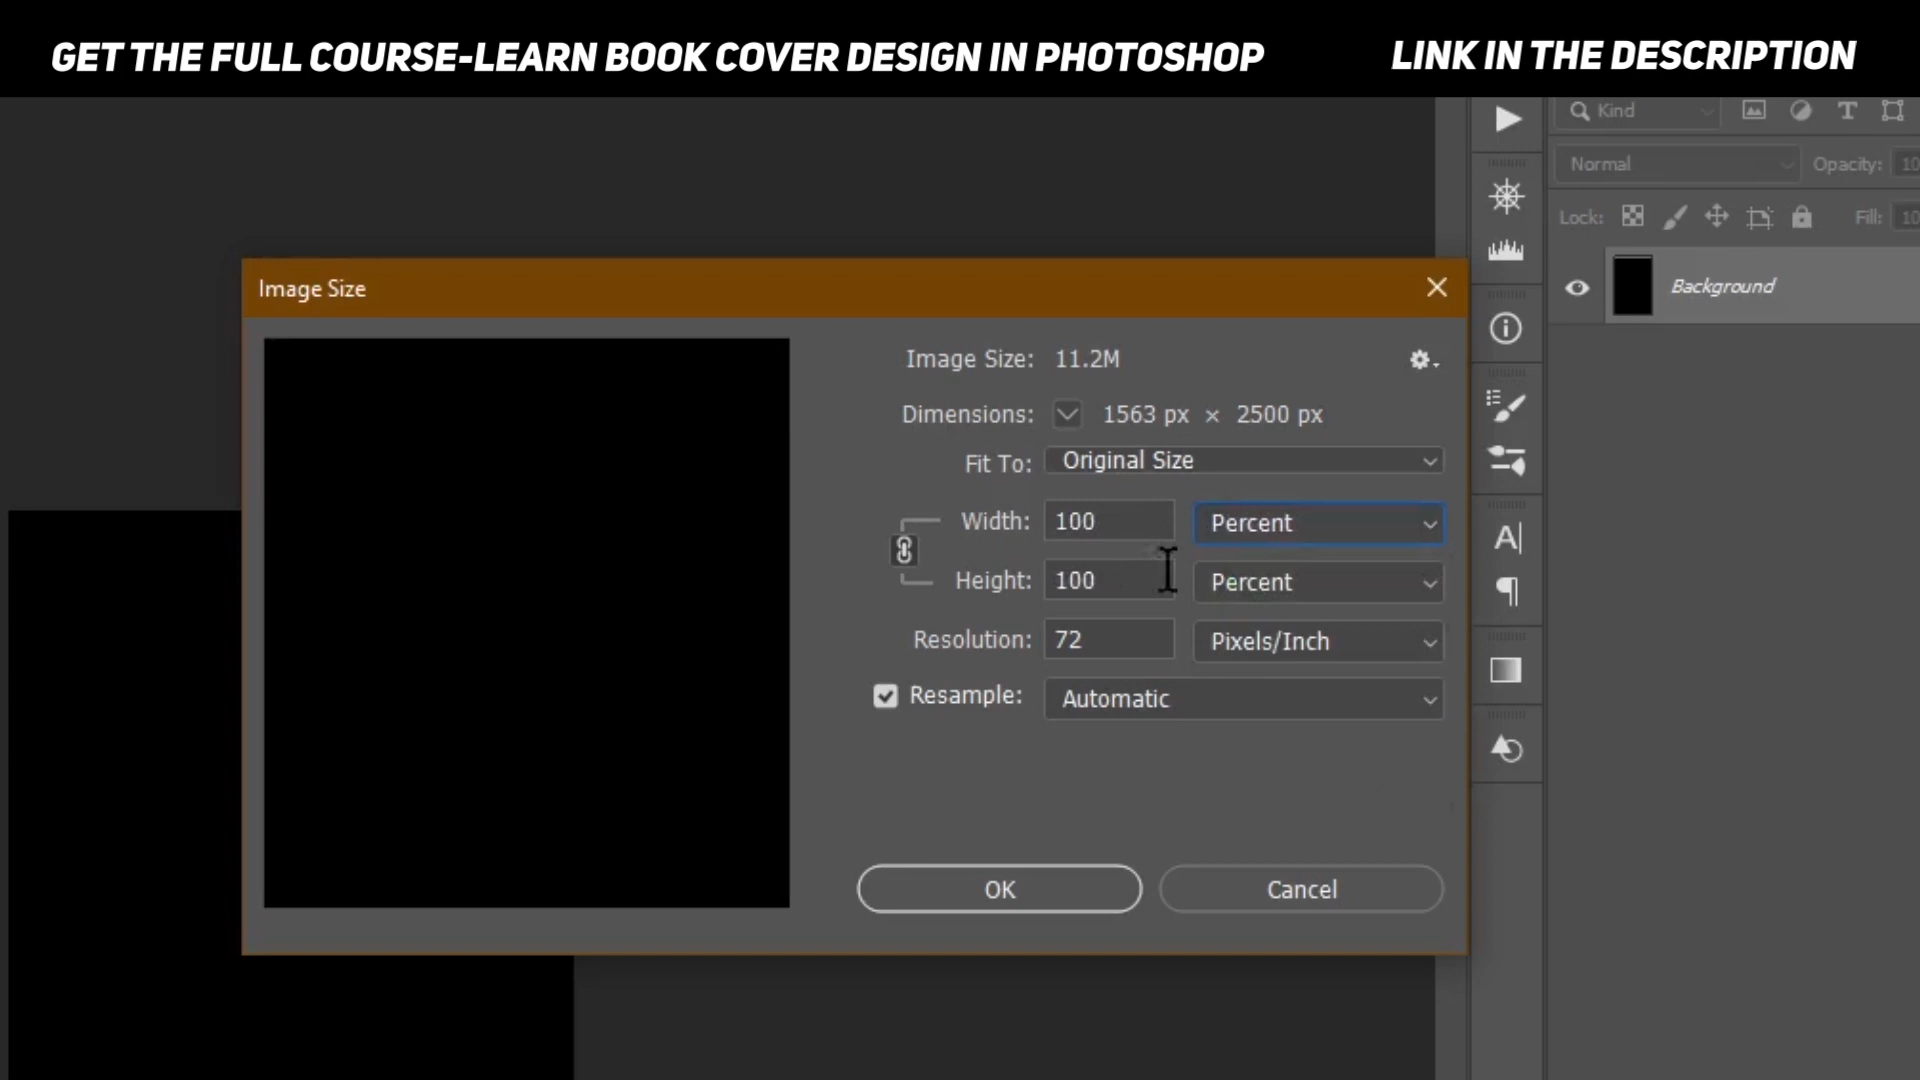 GET THE FULL COURSE-LEARN BOOK COVER DESIGN IN PHOTOSHOP
LINK IN THE DESCRIPTION
Kind
Normal
Opacity: 10
Lock:
Fill: 10
Background
Image Size
Image Size: 11.2M
Dimensions: 1563 px × 2500 px
Fit To: Original Size
Width: 100 Percent
Height: 100 Percent
Resolution: 72 Pixels/Inch
Resample: Automatic
OK
Cancel